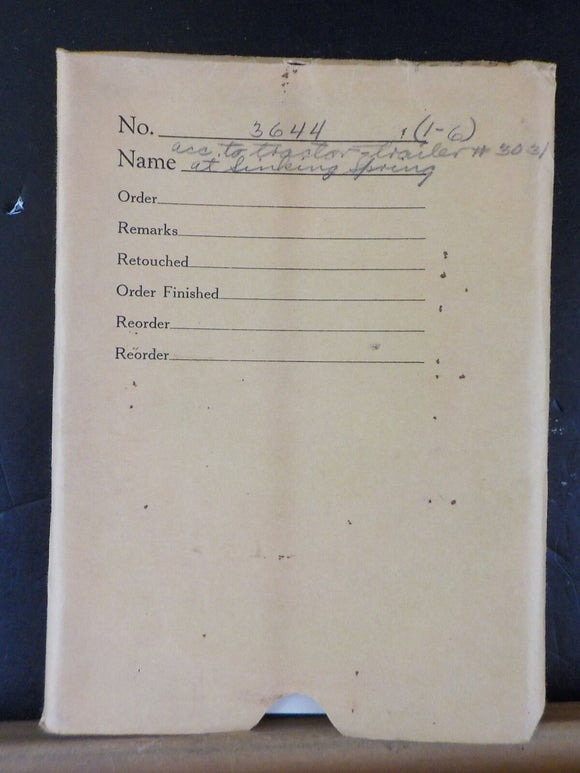 No. 3644, (1-6)
Name acc. to tractor-trailer # 3031
at Sinking Spring
Order
Remarks
Retouched
Order Finished
Reorder
Reorder